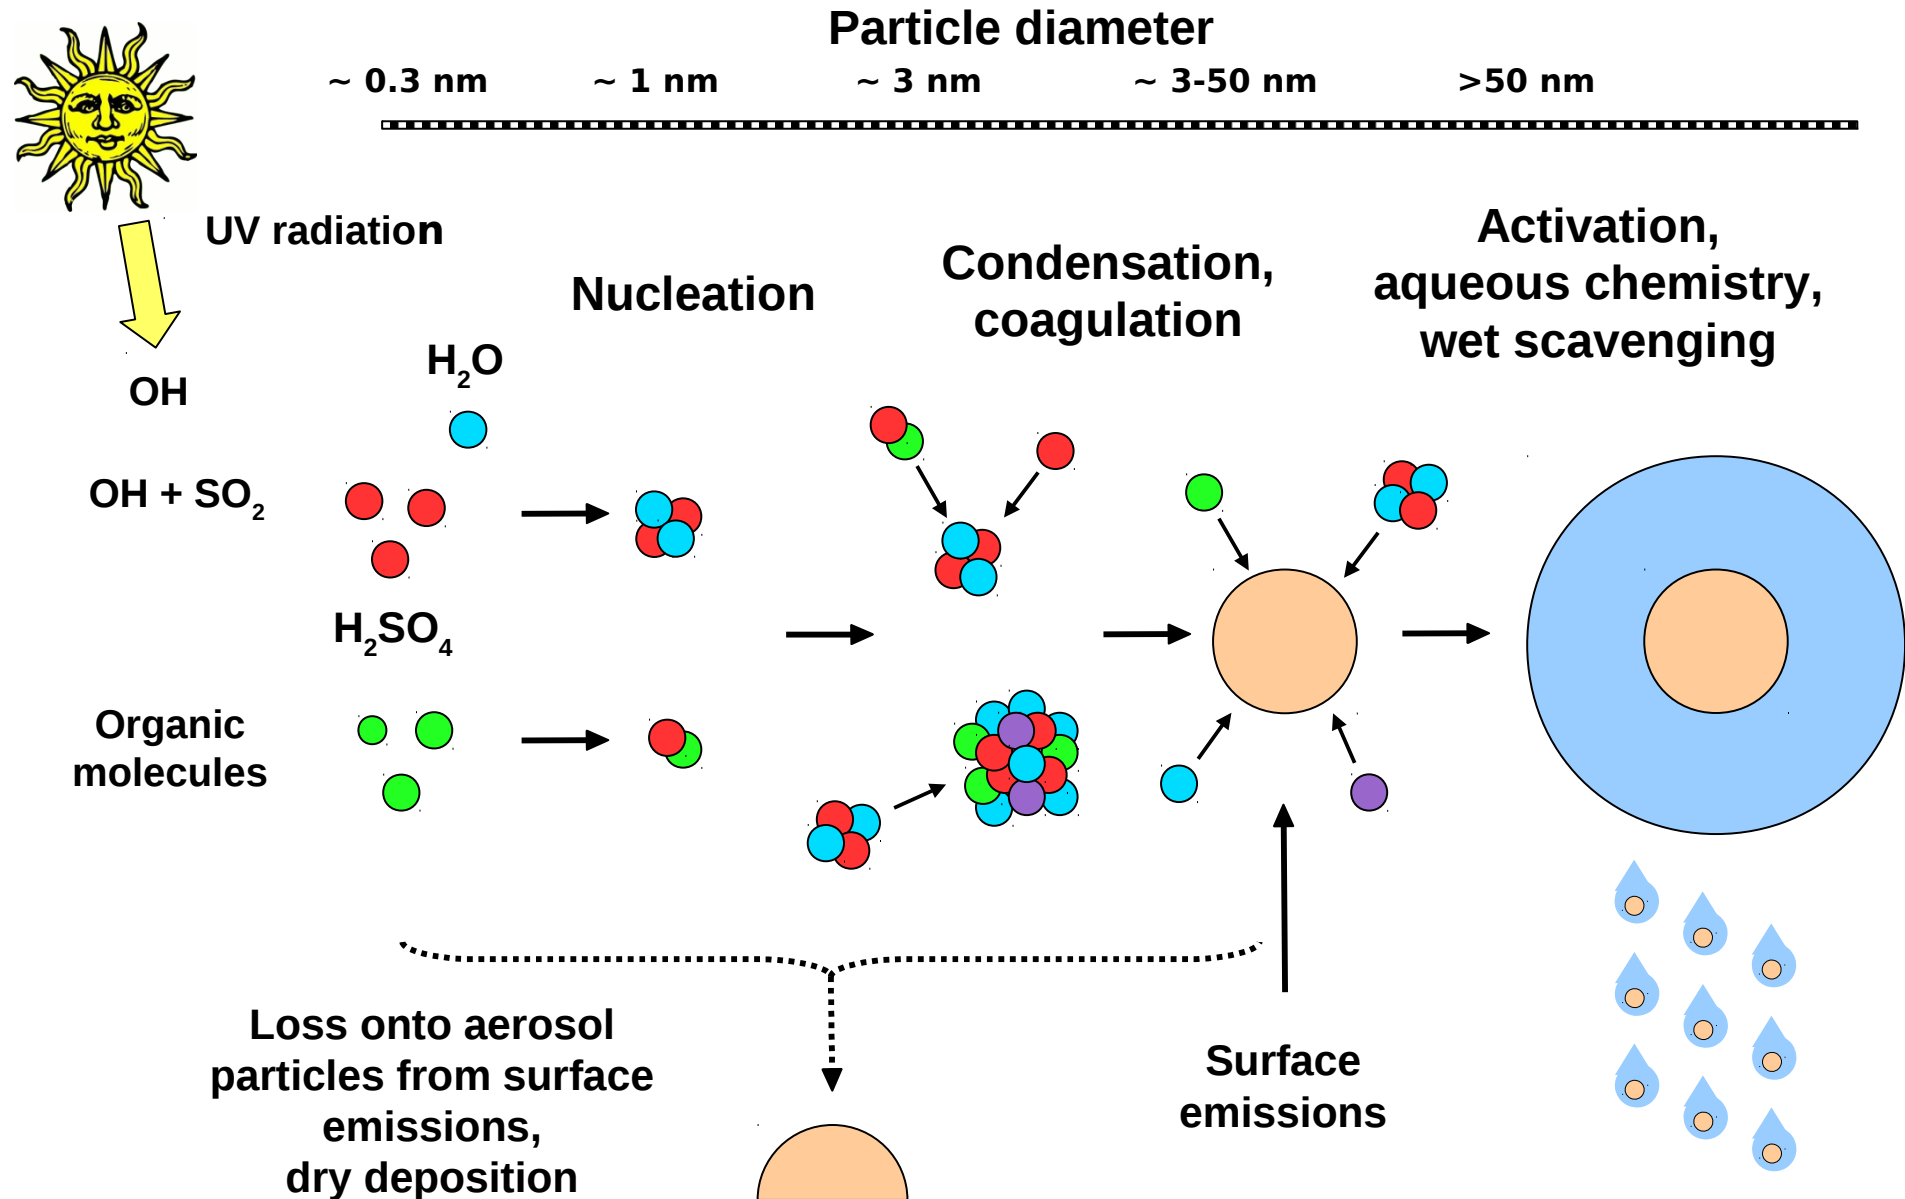 Particle diameter
~ 0.3 nm ~ 1 nm ~ 3 nm ~ 3-50 nm >50 nm
UV radiation
Nucleation
Condensation,
coagulation
Activation,
aqueous chemistry,
wet scavenging
H₂O
OH
OH + SO₂
H₂SO₄
Organic
molecules
Loss onto aerosol
particles from surface
emissions,
dry deposition
Surface
emissions